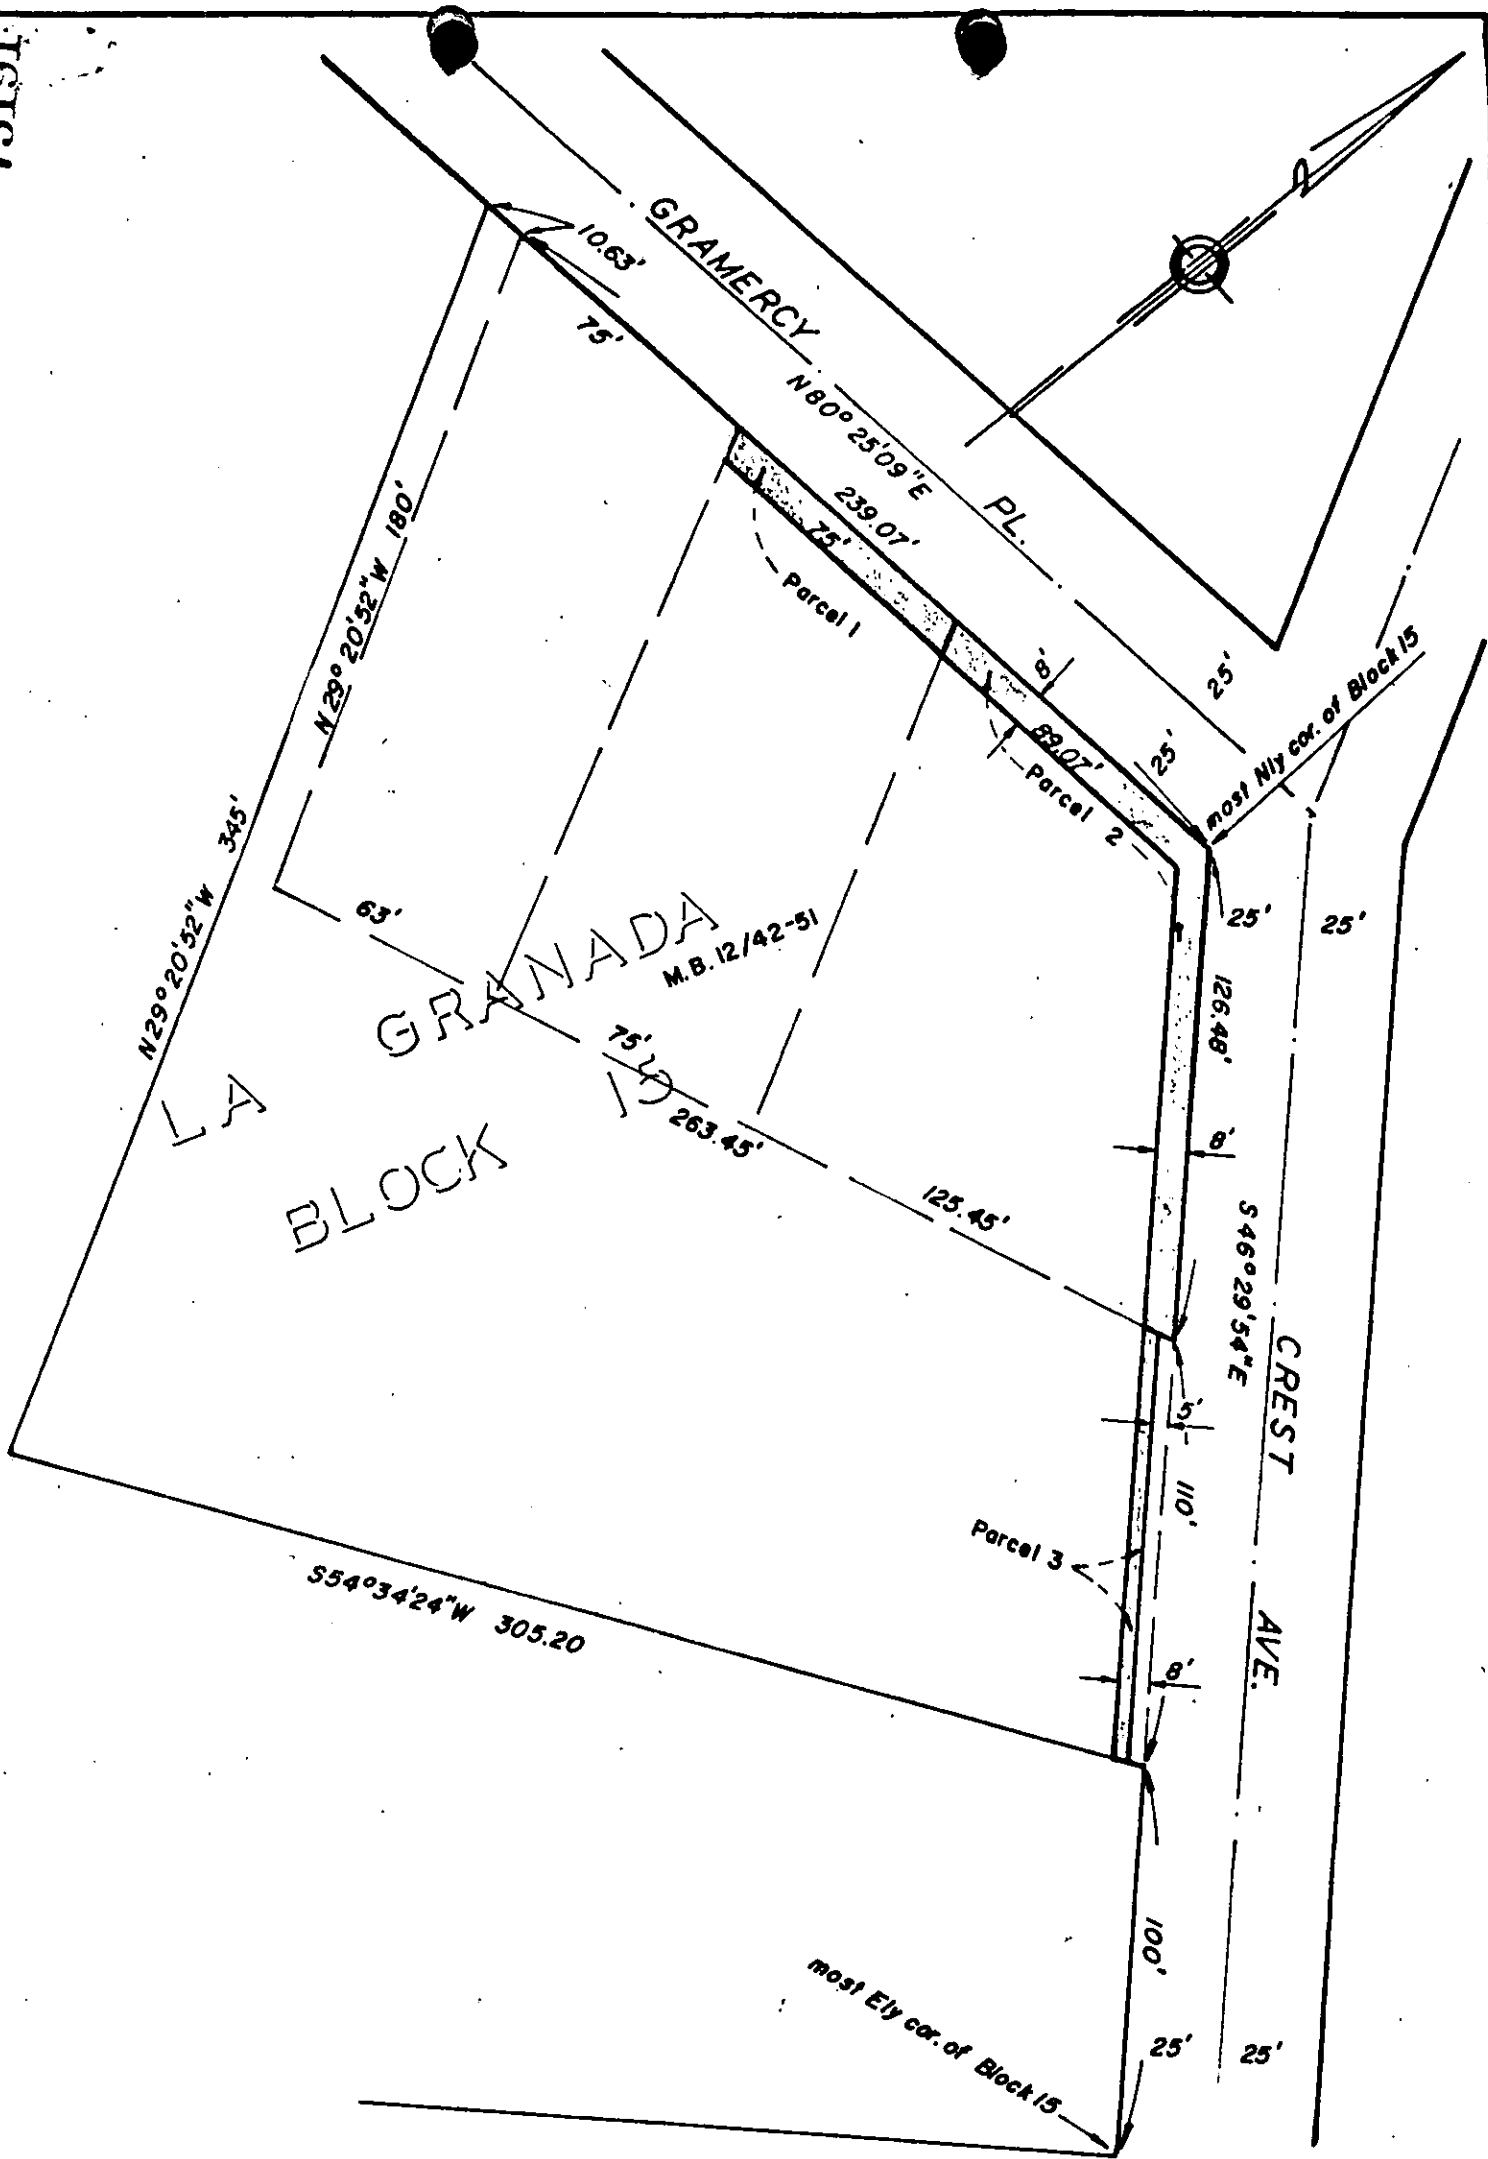 10.63'
75'
GRAMERCY PL.
N80°25'09"E
239.07'
75'
Parcel 1
8'
89.07'
Parcel 2
25'
25'
most Nly cor. of Block 15
25'
25'
126.48'
8'
S46°29'54"E
CREST AVE.
N29°20'52"W 180'
N29°20'52"W 345'
63'
LA GRANADA
M.B. 12/42-51
BLOCK 15
75'
263.45'
125.45'
5'
110'
Parcel 3
8'
S54°34'24"W 305.20
100'
most Ely cor. of Block 15
25'
25'